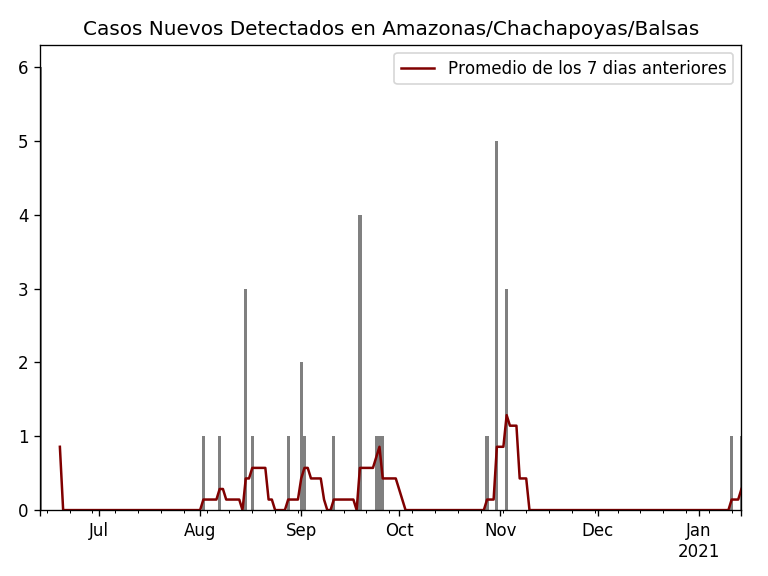 Casos Nuevos Detectados en Amazonas/Chachapoyas/Balsas
Promedio de los 7 dias anteriores
6
5
4
3
2
1
0
Jul Aug Sep Oct Nov Dec Jan
2021